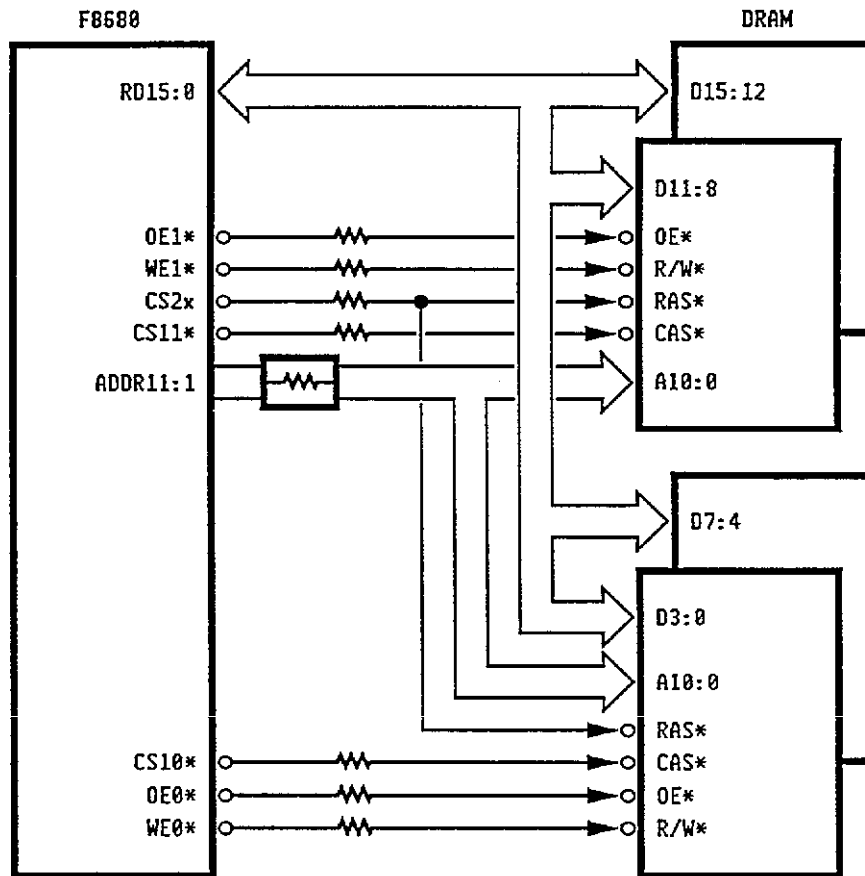 F8680
DRAM
RD15:0
D15:12
D11:8
OE1*
OE*
WE1*
R/W*
CS2x
RAS*
CS11*
CAS*
ADDR11:1
A10:0
D7:4
D3:0
A10:0
RAS*
CS10*
CAS*
OE0*
OE*
WE0*
R/W*